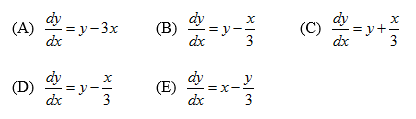 (A) dy/dx = y − 3x (B) dy/dx = y − x/3 (C) dy/dx = y + x/3
(D) dy/dx = y − x/3 (E) dy/dx = x − y/3